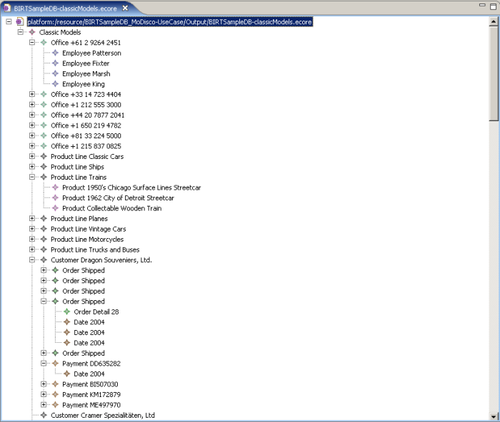 BIRTSampleDB-classicModels.ecore
platform:/resource/BIRTSampleDB_MoDisco-UseCase/Output/BIRTSampleDB-classicModels.ecore
Classic Models
Office +61 2 9264 2451
Employee Patterson
Employee Fixter
Employee Marsh
Employee King
Office +33 14 723 4404
Office +1 212 555 3000
Office +44 20 7877 2041
Office +1 650 219 4782
Office +81 33 224 5000
Office +1 215 837 0825
Product Line Classic Cars
Product Line Ships
Product Line Trains
Product 1950's Chicago Surface Lines Streetcar
Product 1962 City of Detroit Streetcar
Product Collectable Wooden Train
Product Line Planes
Product Line Vintage Cars
Product Line Motorcycles
Product Line Trucks and Buses
Customer Dragon Souveniers, Ltd.
Order Shipped
Order Shipped
Order Shipped
Order Shipped
Order Detail 28
Date 2004
Date 2004
Date 2004
Order Shipped
Payment DD635282
Date 2004
Payment BI507030
Payment KM172879
Payment ME497970
Customer Cramer Spezialitäten, Ltd